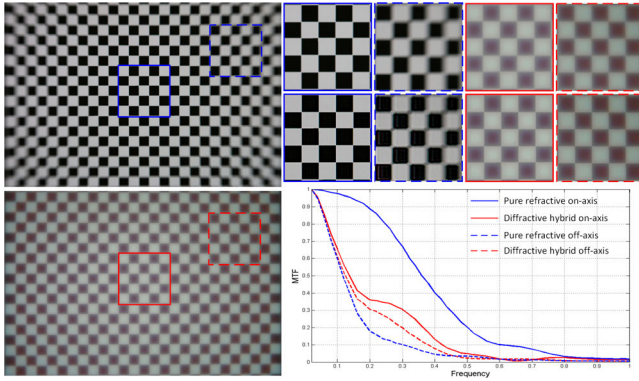 1
0.9
0.8
0.7
0.6
0.5
0.4
0.3
0.2
0.1
0
MTF
Pure refractive on-axis
Diffractive hybrid on-axis
Pure refractive off-axis
Diffractive hybrid off-axis
0.1 0.2 0.3 0.4 0.5 0.6 0.7 0.8 0.9 1
Frequency